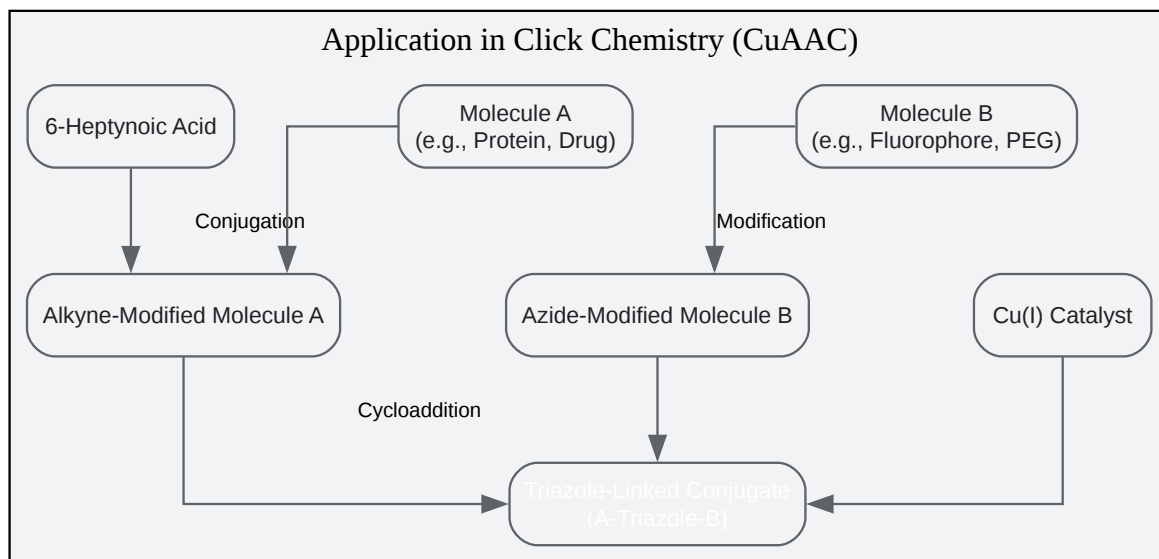 Application in Click Chemistry (CuAAC)
6-Heptynoic Acid
Molecule A
(e.g., Protein, Drug)
Molecule B
(e.g., Fluorophore, PEG)
Conjugation
Modification
Alkyne-Modified Molecule A
Azide-Modified Molecule B
Cu(I) Catalyst
Cycloaddition
Triazole-Linked Conjugate
(A-Triazole-B)